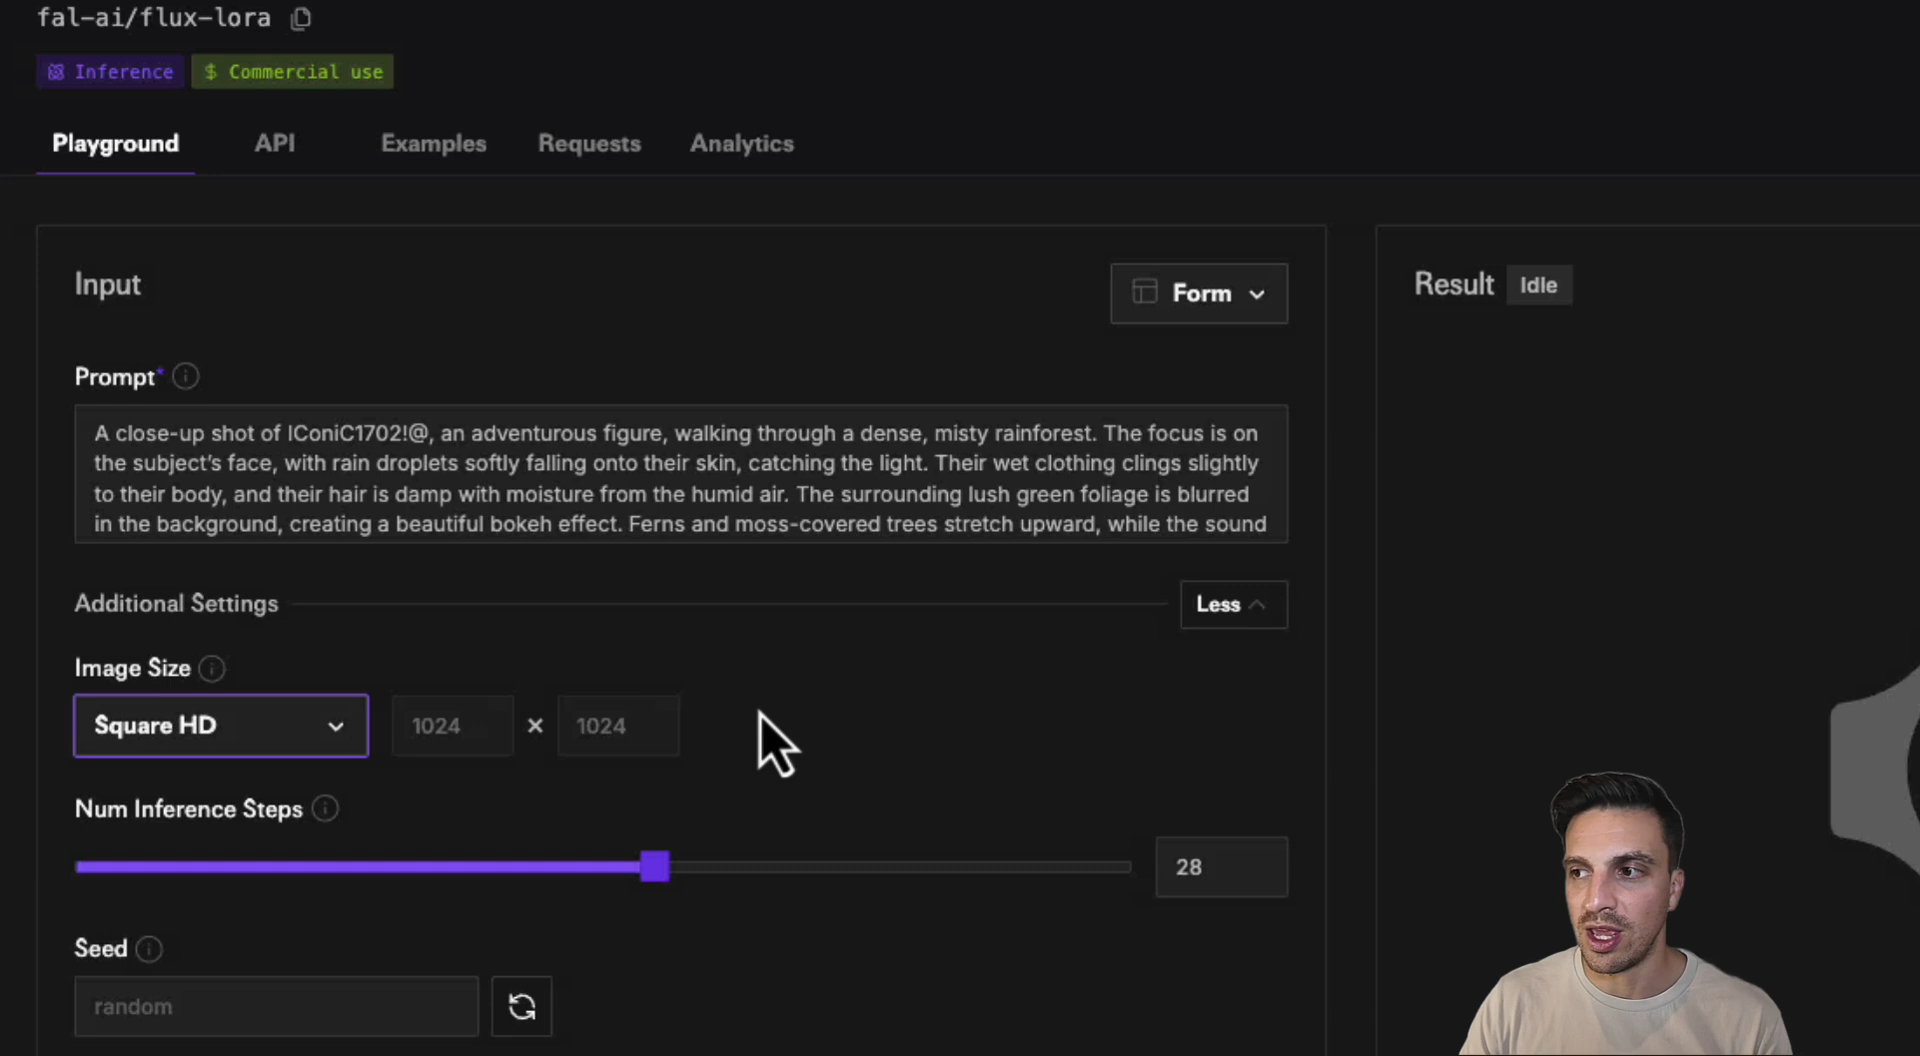 fal-ai/flux-lora
Inference
$ Commercial use
Playground API Examples Requests Analytics
Input
Form
Result Idle
Prompt*
A close-up shot of IConiC1702!@, an adventurous figure, walking through a dense, misty rainforest. The focus is on
the subject's face, with rain droplets softly falling onto their skin, catching the light. Their wet clothing clings slightly
to their body, and their hair is damp with moisture from the humid air. The surrounding lush green foliage is blurred
in the background, creating a beautiful bokeh effect. Ferns and moss-covered trees stretch upward, while the sound
Additional Settings
Less
Image Size
Square HD 1024 × 1024
Num Inference Steps
28
Seed
random